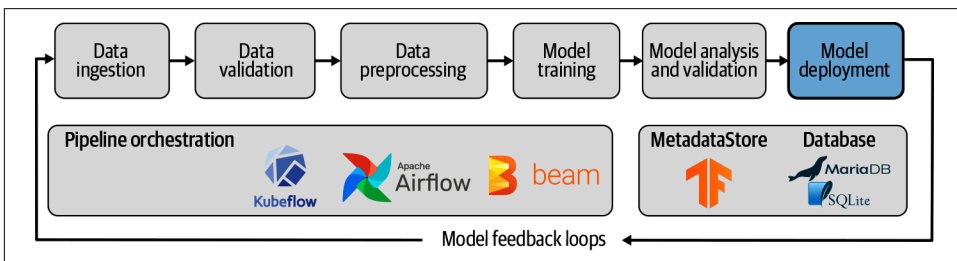 Data
ingestion
Data
validation
Data
preprocessing
Model
training
Model analysis
and validation
Model
deployment
Pipeline orchestration
Kubeflow
Apache
Airflow
beam
MetadataStore
Database
MariaDB
SQLite
Model feedback loops